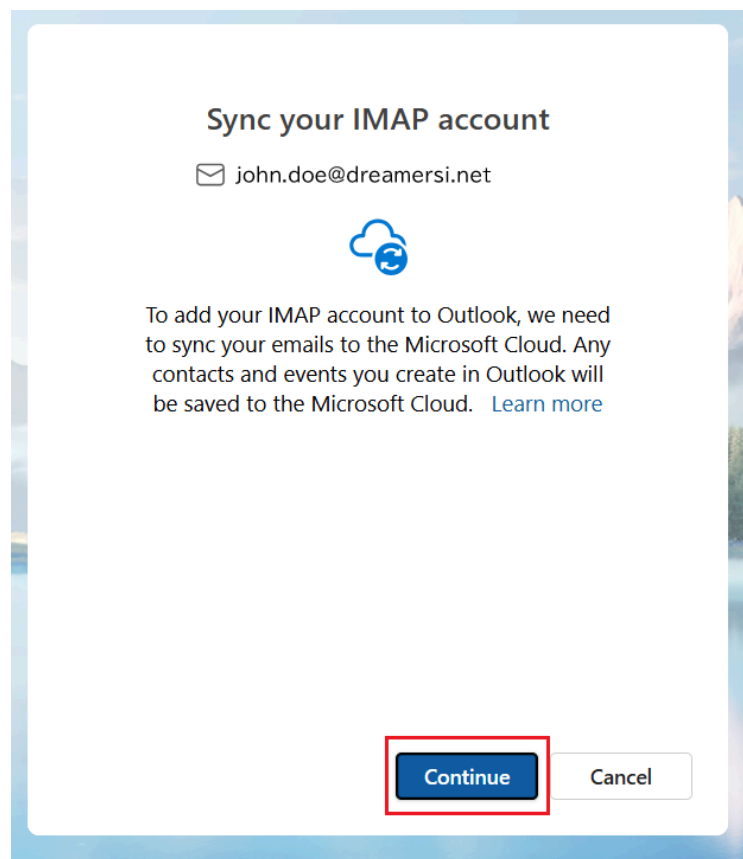 Sync your IMAP account
john.doe@dreamersi.net
To add your IMAP account to Outlook, we need
to sync your emails to the Microsoft Cloud. Any
contacts and events you create in Outlook will
be saved to the Microsoft Cloud. Learn more
Continue Cancel